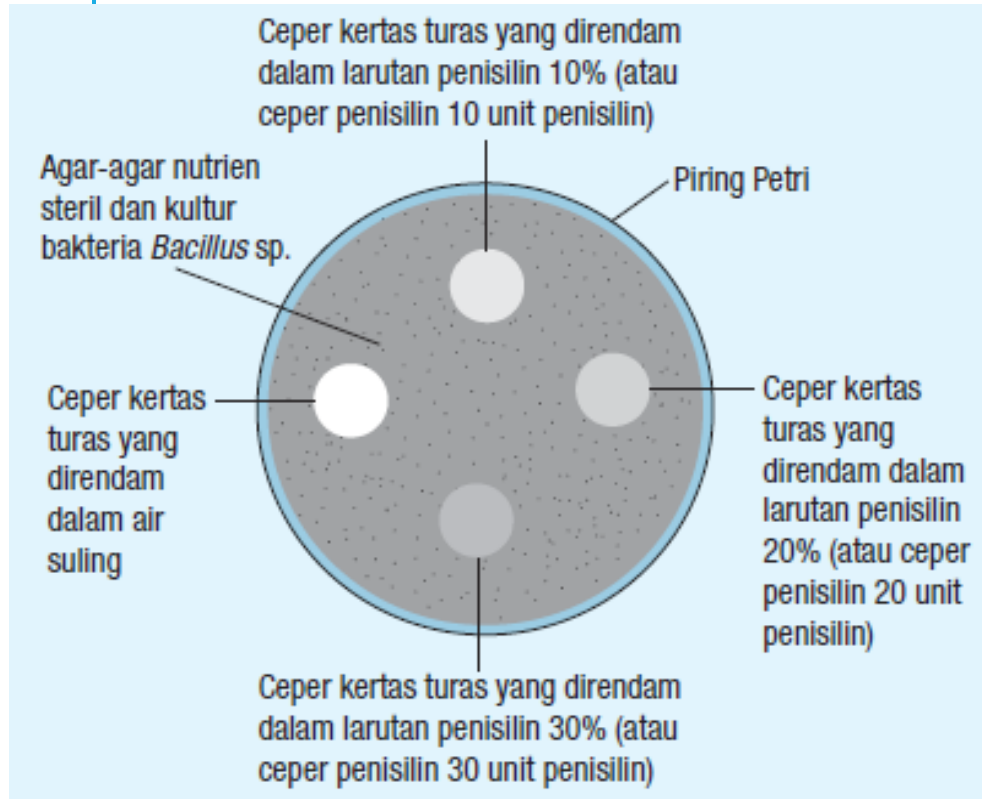 Ceper kertas turas yang direndam
dalam larutan penisilin 10% (atau
ceper penisilin 10 unit penisilin)
Agar-agar nutrien
steril dan kultur
bakteria Bacillus sp.
Piring Petri
Ceper kertas
turas yang
direndam
dalam air
suling
Ceper kertas
turas yang
direndam dalam
larutan penisilin
20% (atau ceper
penisilin 20 unit
penisilin)
Ceper kertas turas yang direndam
dalam larutan penisilin 30% (atau
ceper penisilin 30 unit penisilin)